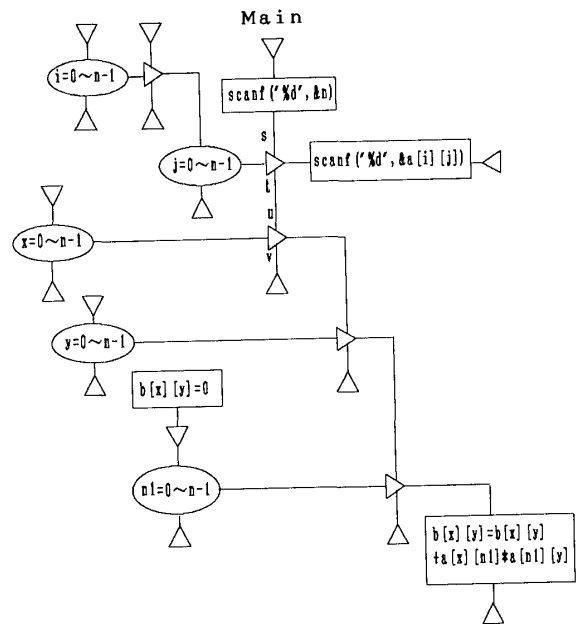 Main
i=0～n-1
scanf("%d",&n)
s
j=0～n-1
scanf("%d",&a[i][j])
t
u
x=0～n-1
v
y=0～n-1
b[x][y]=0
n1=0～n-1
b[x][y]=b[x][y]
+a[x][n1]*a[n1][y]